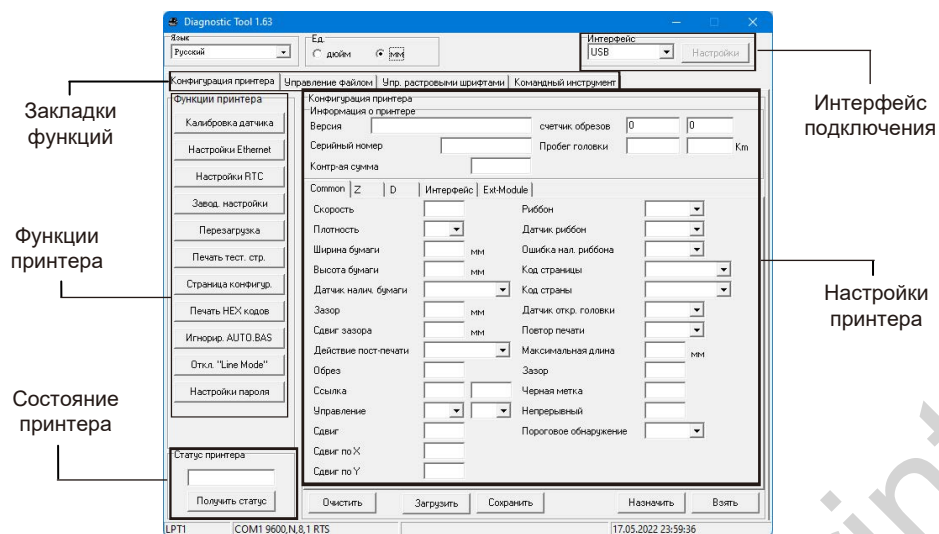 Diagnostic Tool 1.63
Язык
Русский
Ед.
дюйм
мм
Интерфейс
USB
Настройки
Конфигурация принтера
Управление файлом
Упр. растровыми шрифтами
Командный инструмент
Функции принтера
Калибровка датчика
Настройки Ethernet
Настройки RTC
Завод. настройки
Перезагрузка
Печать тест. стр.
Страница конфигур.
Печать HEX кодов
Игнорир. AUTO.BAS
Откл. "Line Mode"
Настройки пароля
Статус принтера
Получить статус
Конфигурация принтера
Информация о принтере
Версия
счетчик обрезов
0
0
Серийный номер
Пробег головки
Km
Контр-ая сумма
Common
Z
D
Интерфейс
Ext-Module
Скорость
Риббон
Плотность
Датчик риббон
Ширина бумаги
мм
Ошибка нал. риббона
Высота бумаги
мм
Код страницы
Датчик налич. бумаги
Код страны
Зазор
мм
Датчик откр. головки
Сдвиг зазора
мм
Повтор печати
Действие пост-печати
Максимальная длина
мм
Обрез
Зазор
Ссылка
Черная метка
Управление
Непрерывный
Сдвиг
Пороговое обнаружение
Сдвиг по X
Сдвиг по Y
Очистить
Загрузить
Сохранить
Назначить
Взять
LPT1
COM1 9600,N,8,1 RTS
17.05.2022 23:59:36
Закладки
функций
Функции
принтера
Состояние
принтера
Интерфейс
подключения
Настройки
принтера